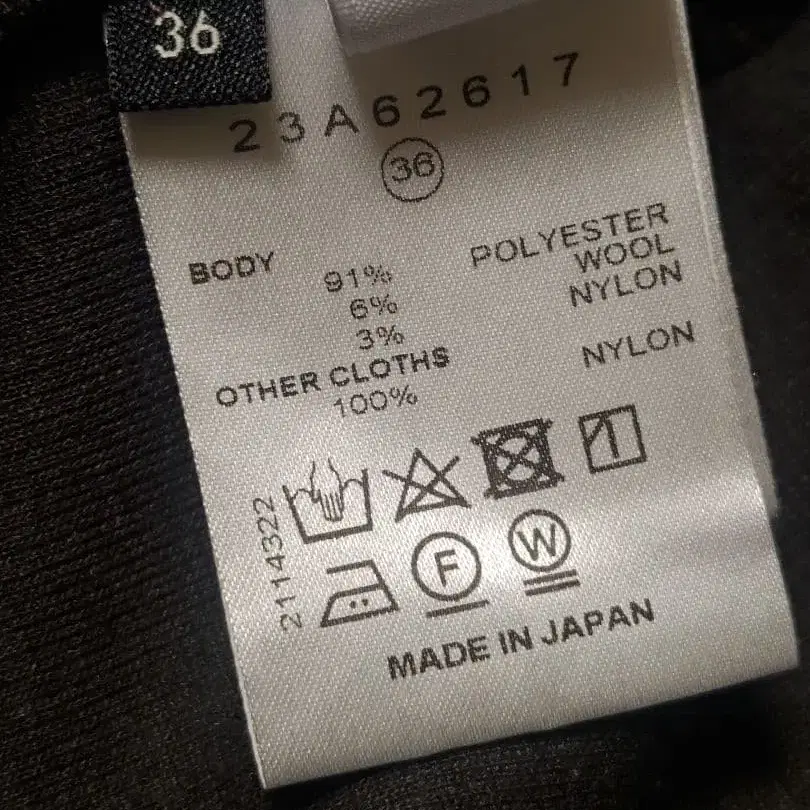 36
23A62617
36
BODY
91% POLYESTER
6% WOOL
3% NYLON
OTHER CLOTHS
100% NYLON
2114322
F W
MADE IN JAPAN